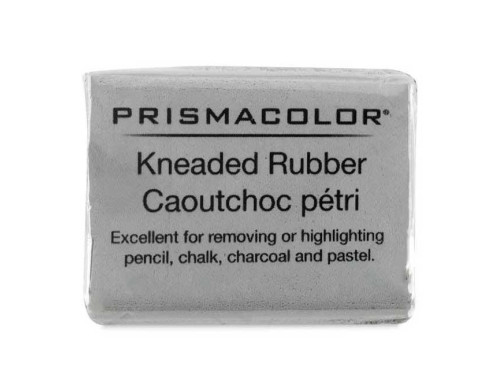 PRISMACOLOR®
Kneaded Rubber
Caoutchoc pétri
Excellent for removing or highlighting
pencil, chalk, charcoal and pastel.